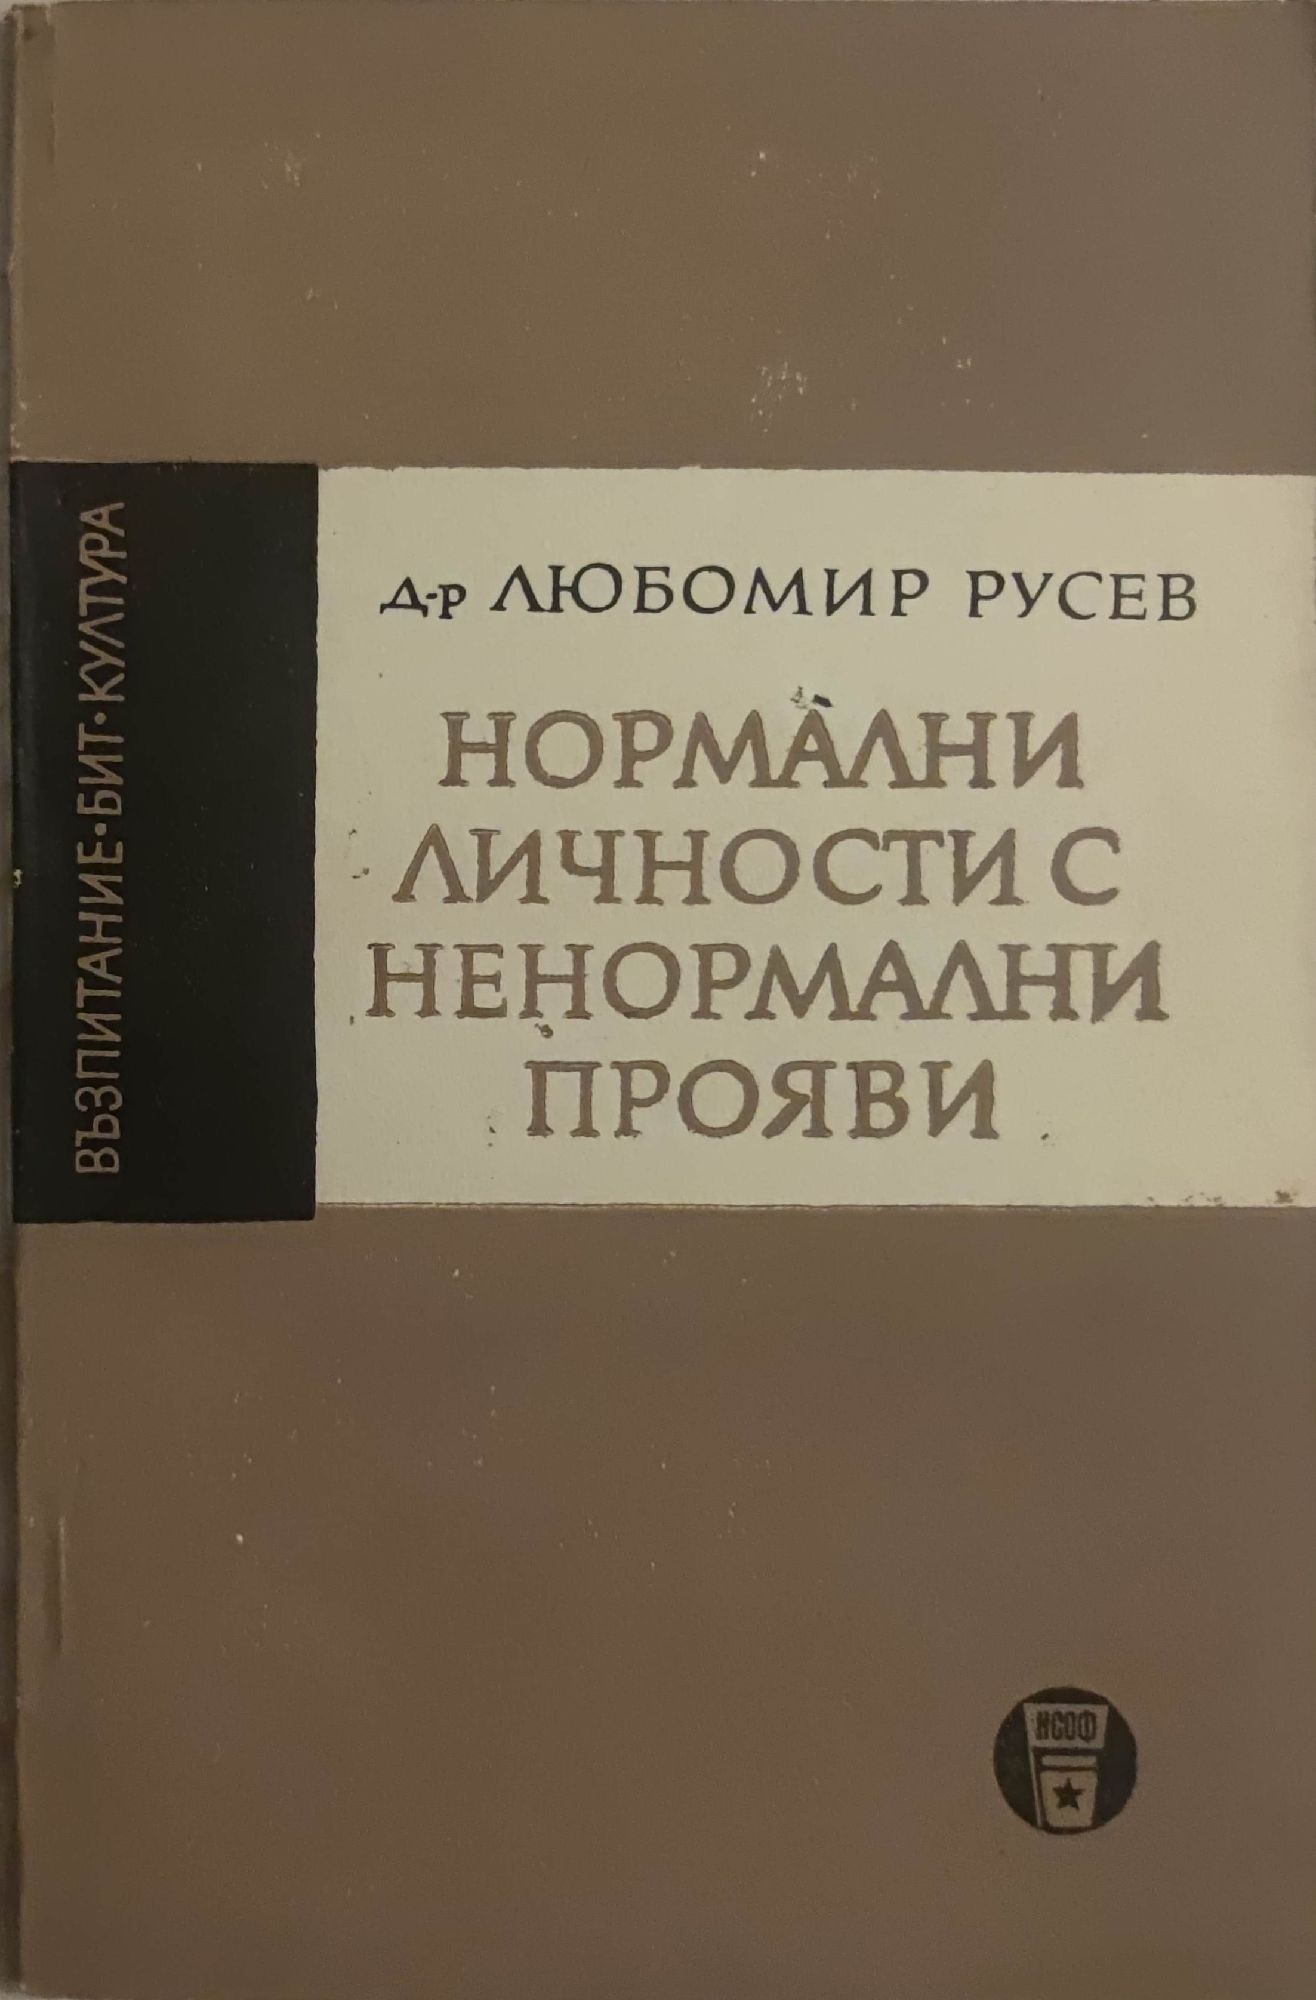 ВЪЗПИТАНИЕ·БИТ·КУЛТУРА
Д-Р ЛЮБОМИР РУСЕВ
НОРМАЛНИ
ЛИЧНОСТИ С
НЕНОРМАЛНИ
ПРОЯВИ
НСОФ